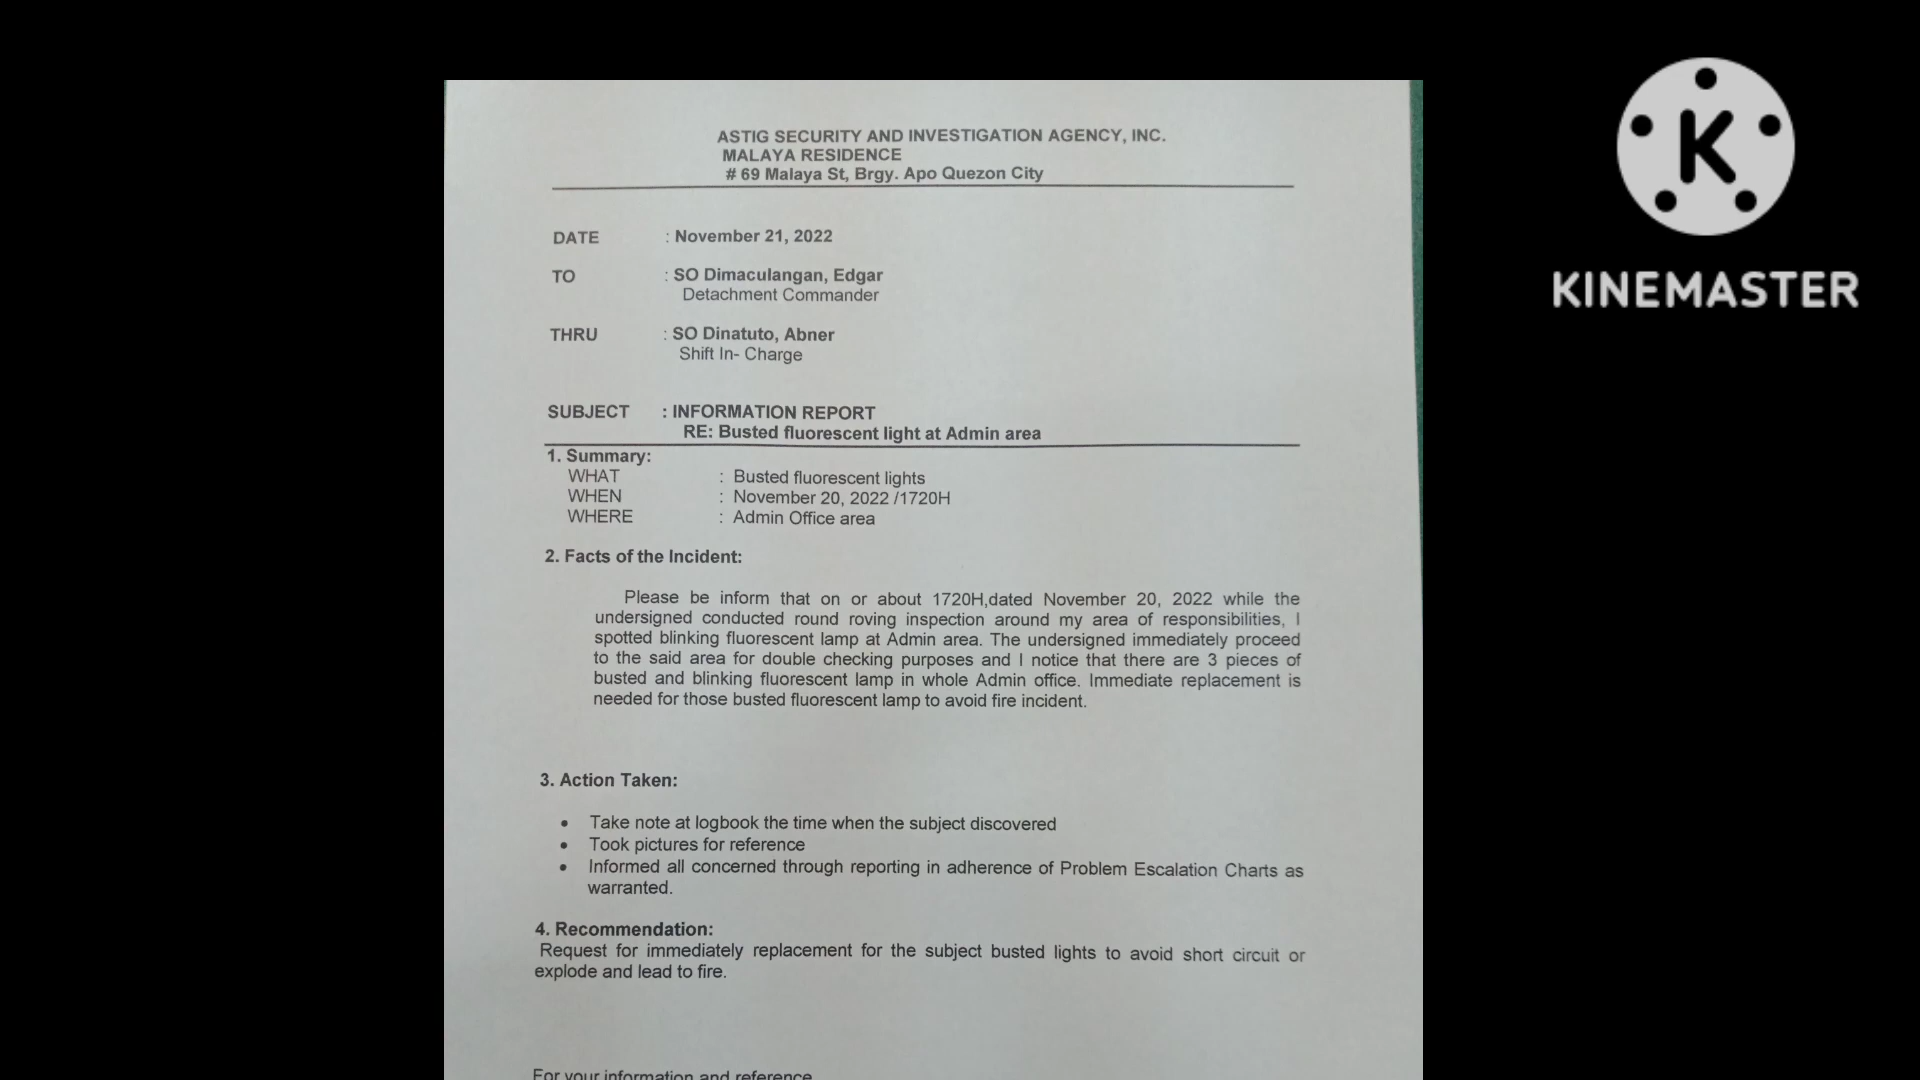 ASTIG SECURITY AND INVESTIGATION AGENCY, INC.
MALAYA RESIDENCE
# 69 Malaya St, Brgy. Apo Quezon City
DATE : November 21, 2022
TO : SO Dimaculangan, Edgar
Detachment Commander
THRU : SO Dinatuto, Abner
Shift In- Charge
SUBJECT : INFORMATION REPORT
RE: Busted fluorescent light at Admin area
1. Summary:
WHAT : Busted fluorescent lights
WHEN : November 20, 2022 /1720H
WHERE : Admin Office area
2. Facts of the Incident:
Please be inform that on or about 1720H,dated November 20, 2022 while the
undersigned conducted round roving inspection around my area of responsibilities, I
spotted blinking fluorescent lamp at Admin area. The undersigned immediately proceed
to the said area for double checking purposes and I notice that there are 3 pieces of
busted and blinking fluorescent lamp in whole Admin office. Immediate replacement is
needed for those busted fluorescent lamp to avoid fire incident.
3. Action Taken:
• Take note at logbook the time when the subject discovered
• Took pictures for reference
• Informed all concerned through reporting in adherence of Problem Escalation Charts as
warranted.
4. Recommendation:
Request for immediately replacement for the subject busted lights to avoid short circuit or
explode and lead to fire.
For your information and reference
K
KINEMASTER